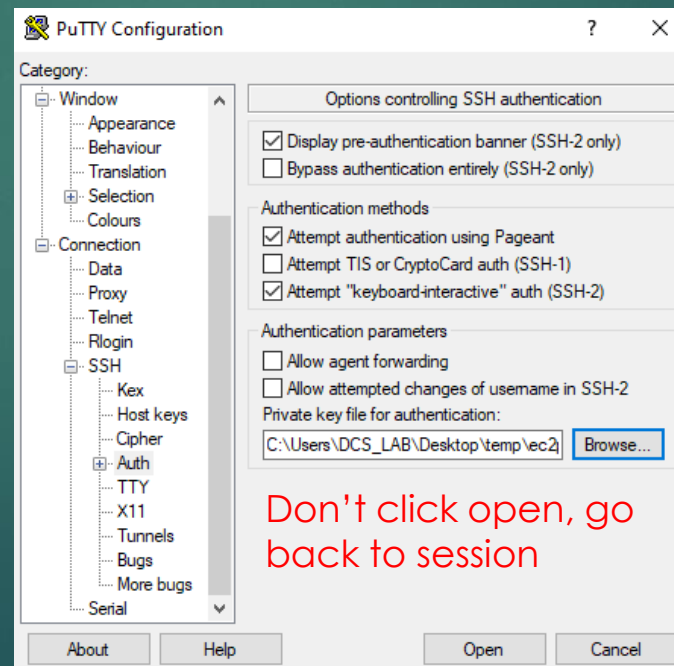 PuTTY Configuration
?
Category:
Window
Appearance
Behaviour
Translation
Selection
Colours
Connection
Data
Proxy
Telnet
Rlogin
SSH
Kex
Host keys
Cipher
Auth
TTY
X11
Tunnels
Bugs
More bugs
Serial
Options controlling SSH authentication
Display pre-authentication banner (SSH-2 only)
Bypass authentication entirely (SSH-2 only)
Authentication methods
Attempt authentication using Pageant
Attempt TIS or CryptoCard auth (SSH-1)
Attempt "keyboard-interactive" auth (SSH-2)
Authentication parameters
Allow agent forwarding
Allow attempted changes of username in SSH-2
Private key file for authentication:
C:\Users\DCS_LAB\Desktop\temp\ec2 Browse...
Don't click open, go
back to session
About Help Open Cancel